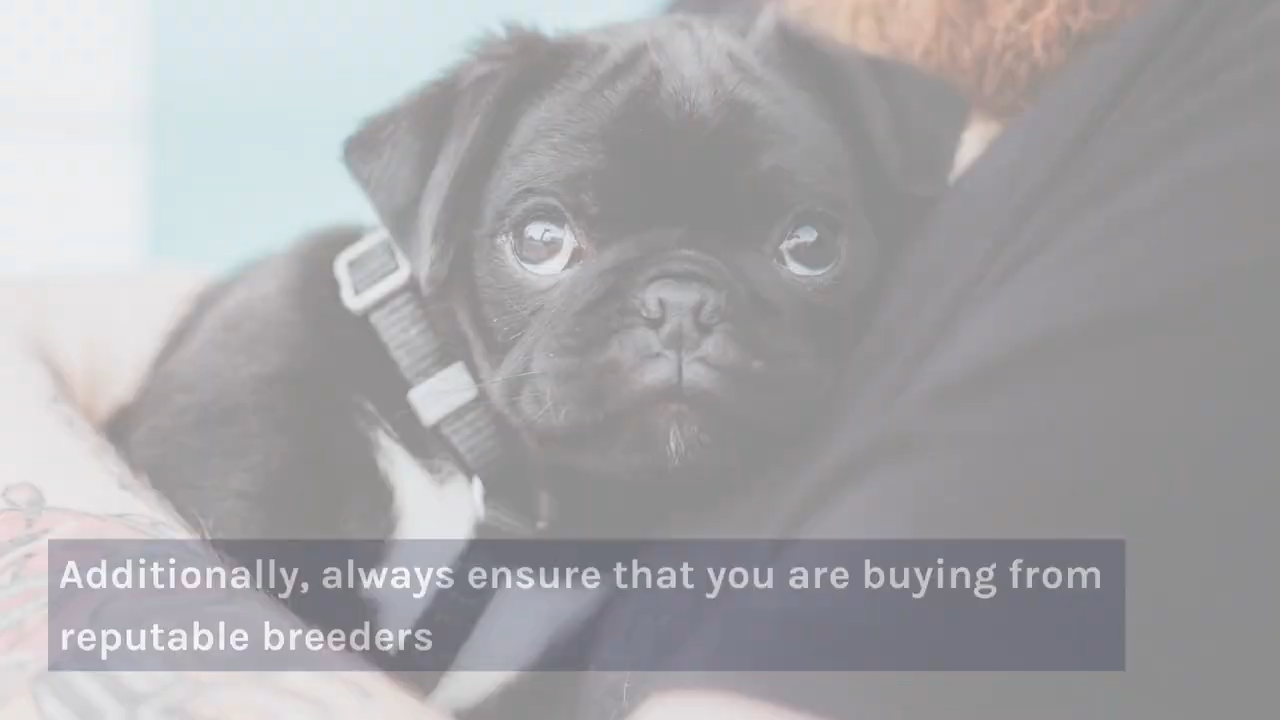 Additionally, always ensure that you are buying from
reputable breeders